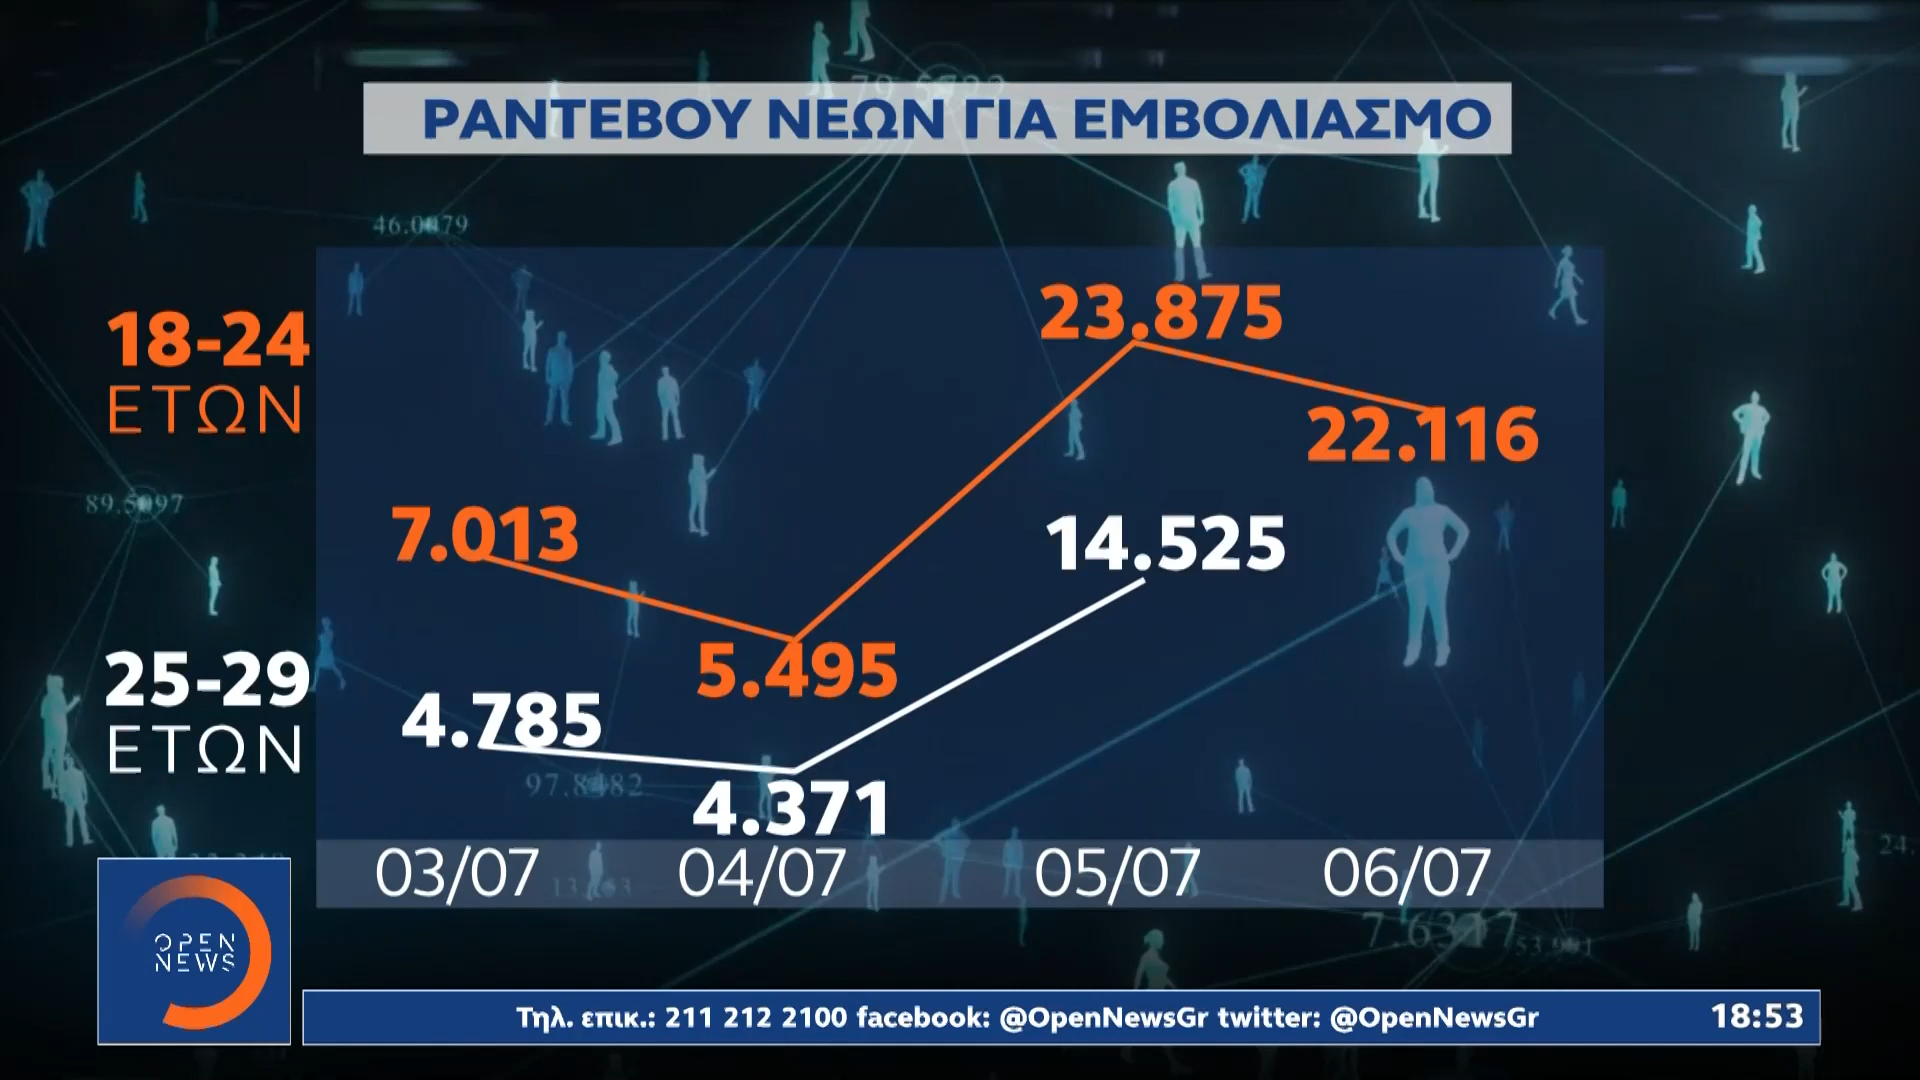 ΡΑΝΤΕΒΟΥ ΝΕΩΝ ΓΙΑ ΕΜΒΟΛΙΑΣΜΟ
46.0079
18-24
ΕΤΩΝ
23.875
22.116
89.5097
7.013
14.525
5.495
25-29
ΕΤΩΝ
4.785
4.371
97.8482
03/07 04/07 05/07 06/07
OPEN
NEWS
Τηλ. επικ.: 211 212 2100 facebook: @OpenNewsGr twitter: @OpenNewsGr
18:53